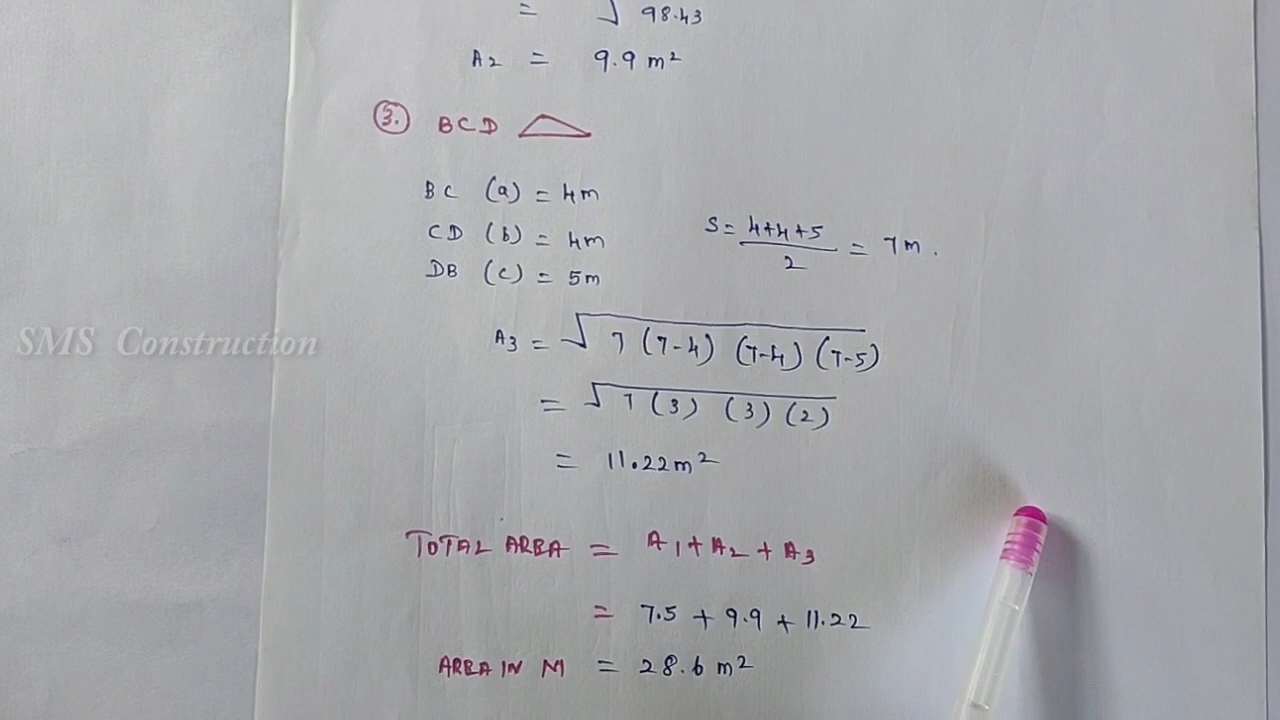 = √ 98.43
A2 = 9.9 m²
3. BCD
BC (a) = 4m
CD (b) = 4m
DB (c) = 5m
S = 4+4+5 / 2 = 7m.
SMS Construction
A3 = √ 7 (7-4) (7-4) (7-5)
= √ 7 (3) (3) (2)
= 11.22m²
TOTAL AREA = A1 + A2 + A3
= 7.5 + 9.9 + 11.22
AREA IN M = 28.6 m²